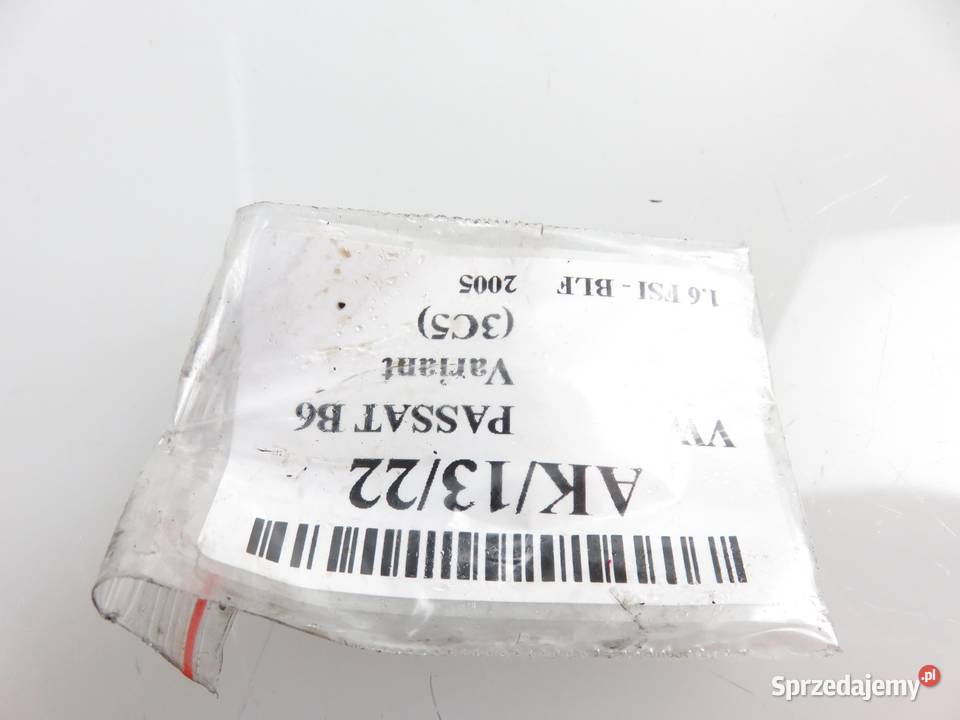 AK/13/22
VW PASSAT B6
Variant
(3C5)
1.6 FSI - BLF 2005
Sprzedajemy.pl